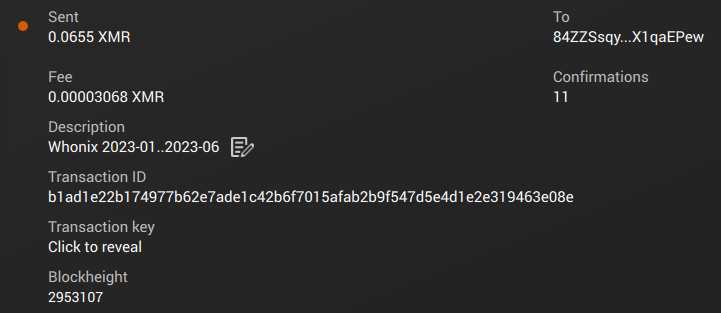 Sent
0.0655 XMR
To
84ZZSsqy...X1qaEPew
Fee
0.00003068 XMR
Confirmations
11
Description
Whonix 2023-01..2023-06
Transaction ID
b1ad1e22b174977b62e7ade1c42b6f7015afab2b9f547d5e4d1e2e319463e08e
Transaction key
Click to reveal
Blockheight
2953107